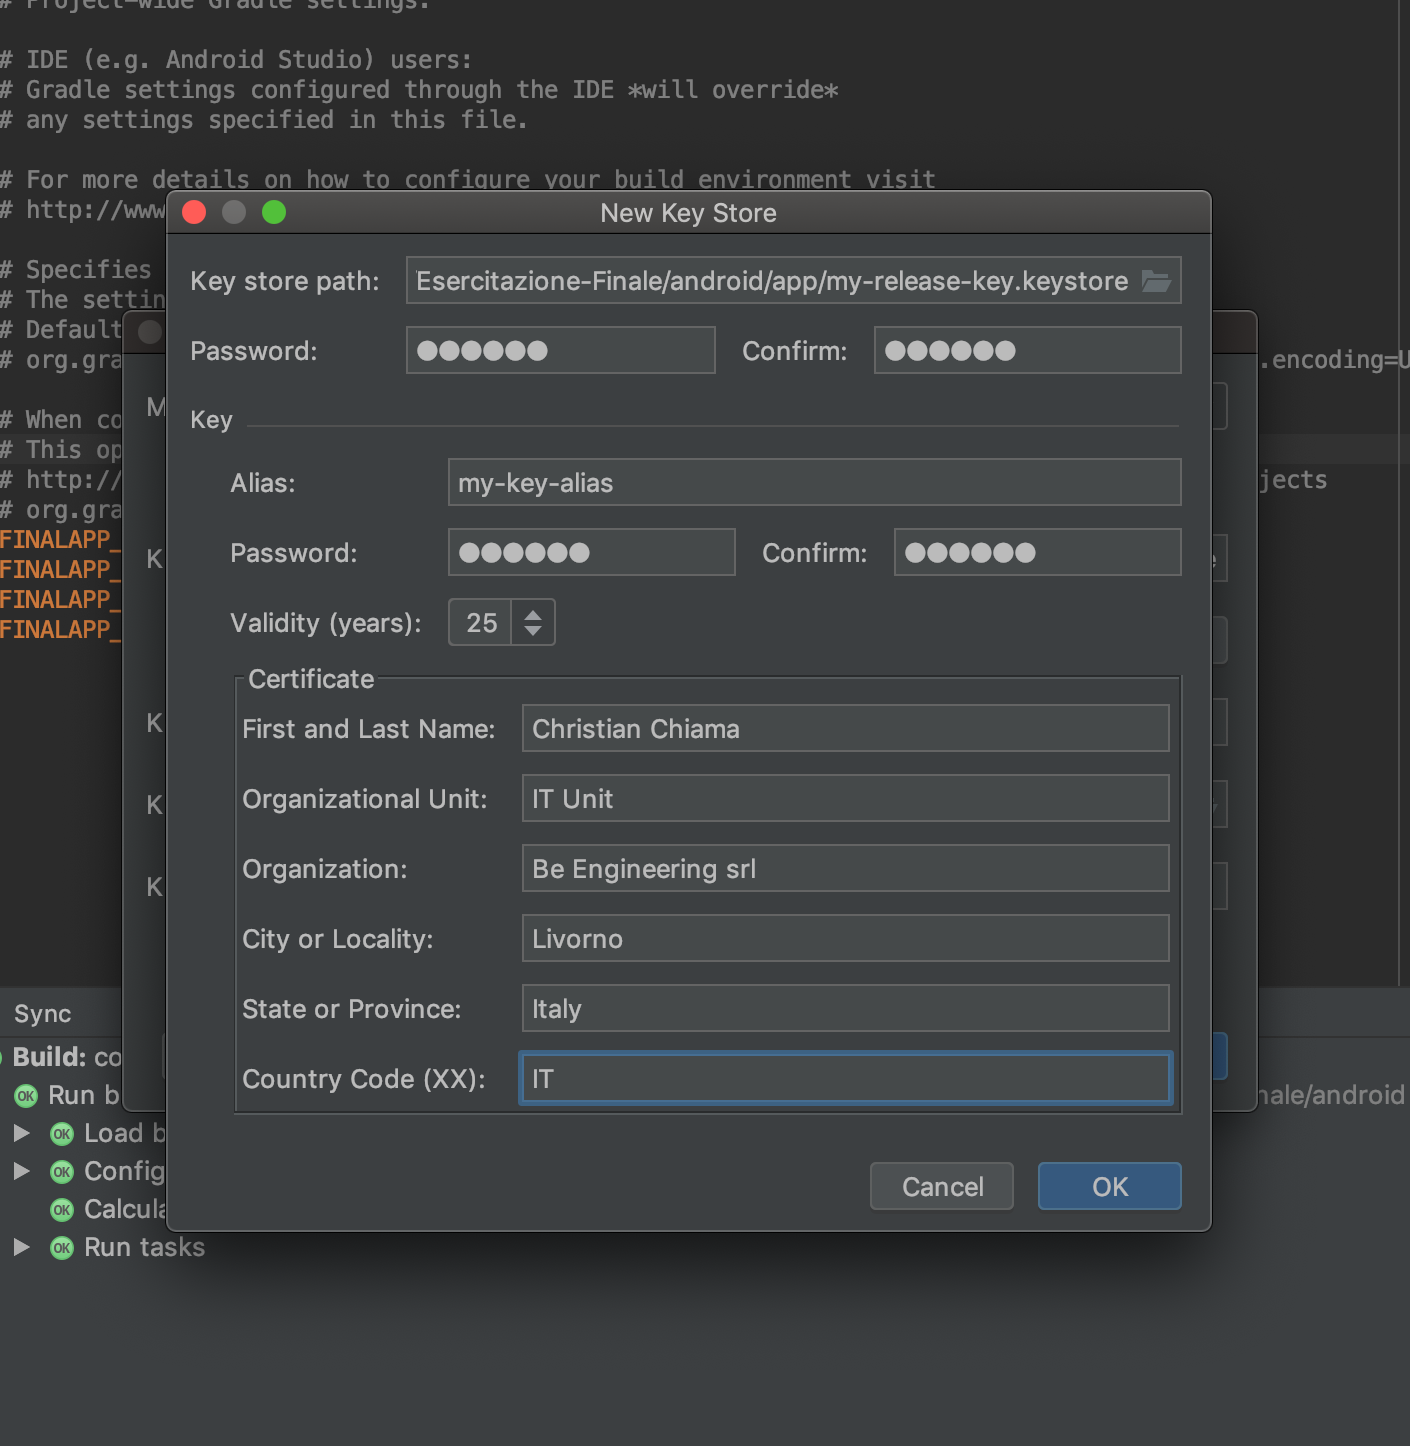 # Project-wide Gradle settings.
# IDE (e.g. Android Studio) users:
# Gradle settings configured through the IDE *will override*
# any settings specified in this file.
# For more details on how to configure your build environment visit
# http://www
New Key Store
# Specifies
Key store path: Esercitazione-Finale/android/app/my-release-key.keystore
# The settin
# Default
Password: ●●●●●● Confirm: ●●●●●●
# org.gra .encoding=U
M
# When co
Key
# This op
# http:// jects
Alias: my-key-alias
# org.gra
FINALAPP_
K
Password: ●●●●●● Confirm: ●●●●●●
FINALAPP_
FINALAPP_
FINALAPP_
Validity (years): 25
Certificate
K
First and Last Name: Christian Chiama
K
Organizational Unit: IT Unit
K
Organization: Be Engineering srl
City or Locality: Livorno
Sync
State or Province: Italy
Build: co
Country Code (XX): IT
OK Run b nale/android
OK Load b
OK Config
Cancel OK
OK Calcula
OK Run tasks